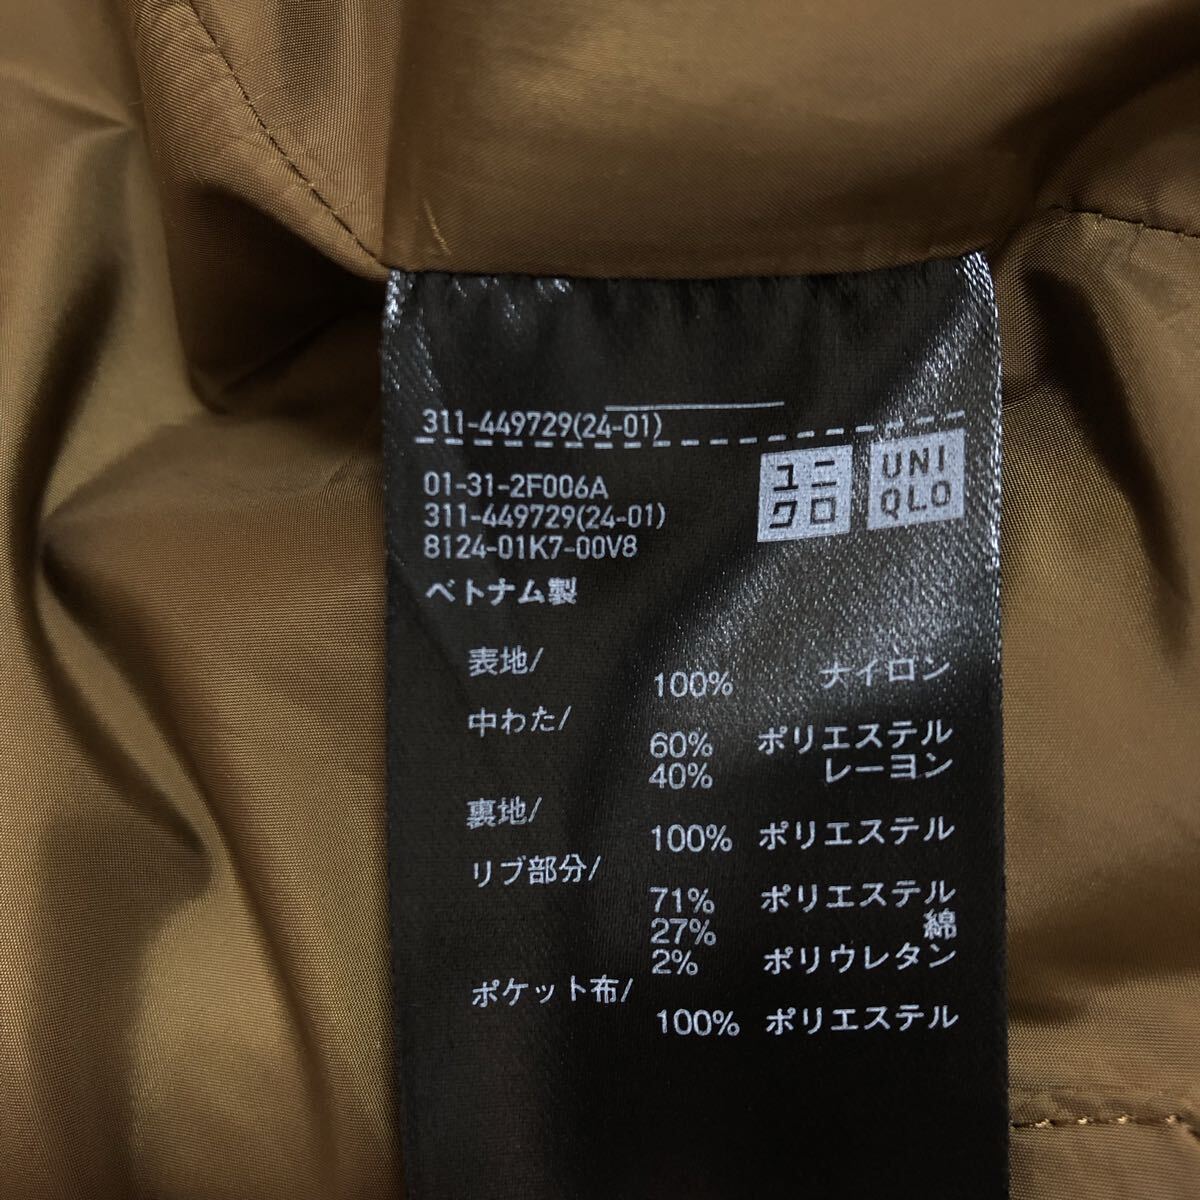 311-449729(24-01)
01-31-2F006A
311-449729(24-01)
8124-01K7-00V8
ベトナム製
ユニ
クロ
UNI
QLO
表地/
100% ナイロン
中わた/
60% ポリエステル
40% レーヨン
裏地/
100% ポリエステル
リブ部分/
71% ポリエステル
27% 綿
2% ポリウレタン
ポケット布/
100% ポリエステル